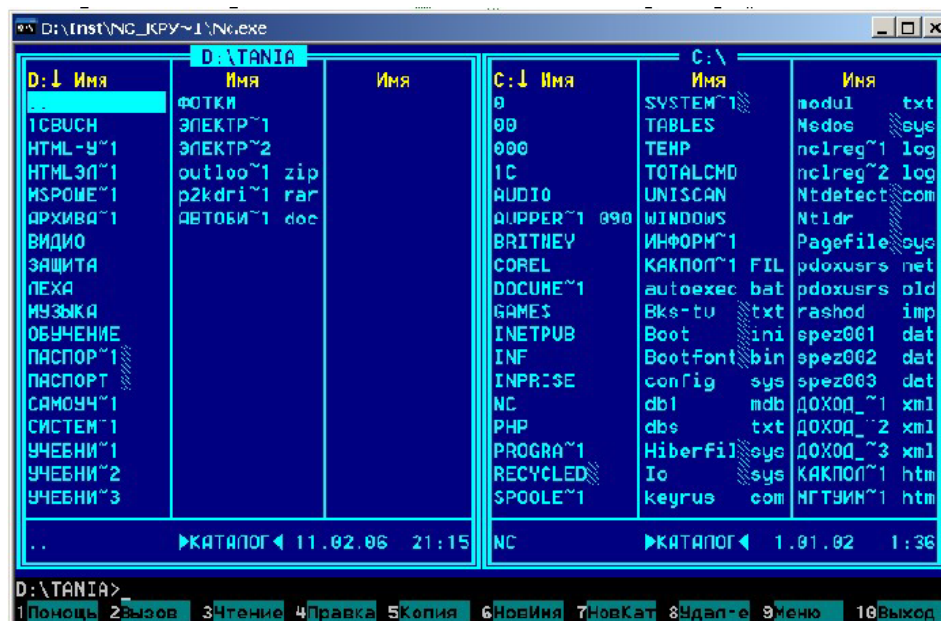 D:\Inst\NC_КРУ~1\Nc.exe
D:\TANIA
C:\
D:↓ Имя Имя Имя
C:↓ Имя Имя Имя
.. ФОТКИ
1CBUCH ЭЛЕКТР~1
HTML-У~1 ЭЛЕКТР~2
HTMLЭЛ~1 outloo~1 zip
MSPOWE~1 p2kdri~1 rar
АРХИВА~1 АВТОБИ~1 doc
ВИДИО
ЗАЩИТА
ЛЕХА
МУЗЫКА
ОБУЧЕНИЕ
ПАСПОР~1
ПАСПОРТ
САМОУЧ~1
СИСТЕМ~1
УЧЕБНИ~1
УЧЕБНИ~2
УЧЕБНИ~3
.. ►КАТАЛОГ◄ 11.02.06 21:15
0 SYSTEM~1 modul txt
00 TABLES Msdos sys
000 TEMP nclreg~1 log
1C TOTALCMD nclreg~2 log
AUDIO UNISCAN Ntdetect com
AUPPER~1 090 WINDOWS Ntldr
BRITNEY ИНФОРМ~1 Pagefile sys
COREL КАКПОЛ~1 FIL pdoxusrs net
DOCUME~1 autoexec bat pdoxusrs old
GAMES Bks-tv txt rashod imp
INETPUB Boot ini spez001 dat
INF Bootfont bin spez002 dat
INPRISE config sys spez003 dat
NC db1 mdb ДОХОД_~1 xml
PHP dbs txt ДОХОД_~2 xml
PROGRA~1 Hiberfil sys ДОХОД_~3 xml
RECYCLED Io sys КАКПОЛ~1 htm
SPOOLE~1 keyrus com МГТУИМ~1 htm
NC ►КАТАЛОГ◄ 1.01.02 1:36
D:\TANIA>_
1Помощь 2Вызов 3Чтение 4Правка 5Копия 6НовИмя 7НовКат 8Удал-е 9Меню 10Выход